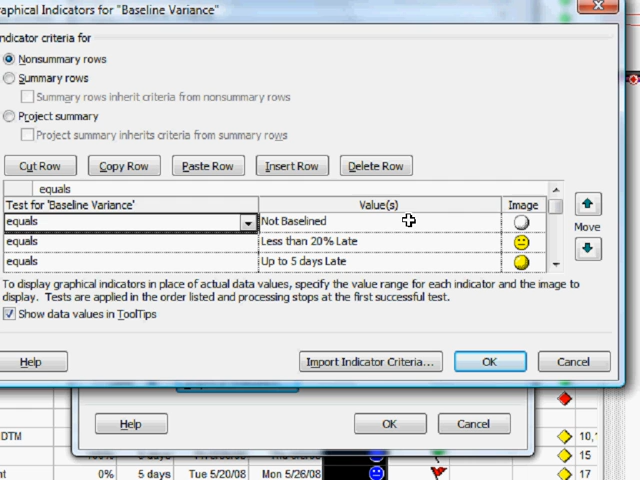 raphical Indicators for "Baseline Variance"
ndicator criteria for
Nonsummary rows
Summary rows
Summary rows inherit criteria from nonsummary rows
Project summary
Project summary inherits criteria from summary rows
Cut Row Copy Row Paste Row Insert Row Delete Row
equals
Test for 'Baseline Variance' Value(s) Image
equals Not Baselined
Move
equals Less than 20% Late
equals Up to 5 days Late
To display graphical indicators in place of actual data values, specify the value range for each indicator and the image to
display. Tests are applied in the order listed and processing stops at the first successful test.
Show data values in ToolTips
Help Import Indicator Criteria... OK Cancel
Help OK Cancel
DTM 10,
15
nt 0% 5 days Tue 5/20/08 Mon 5/26/08 17